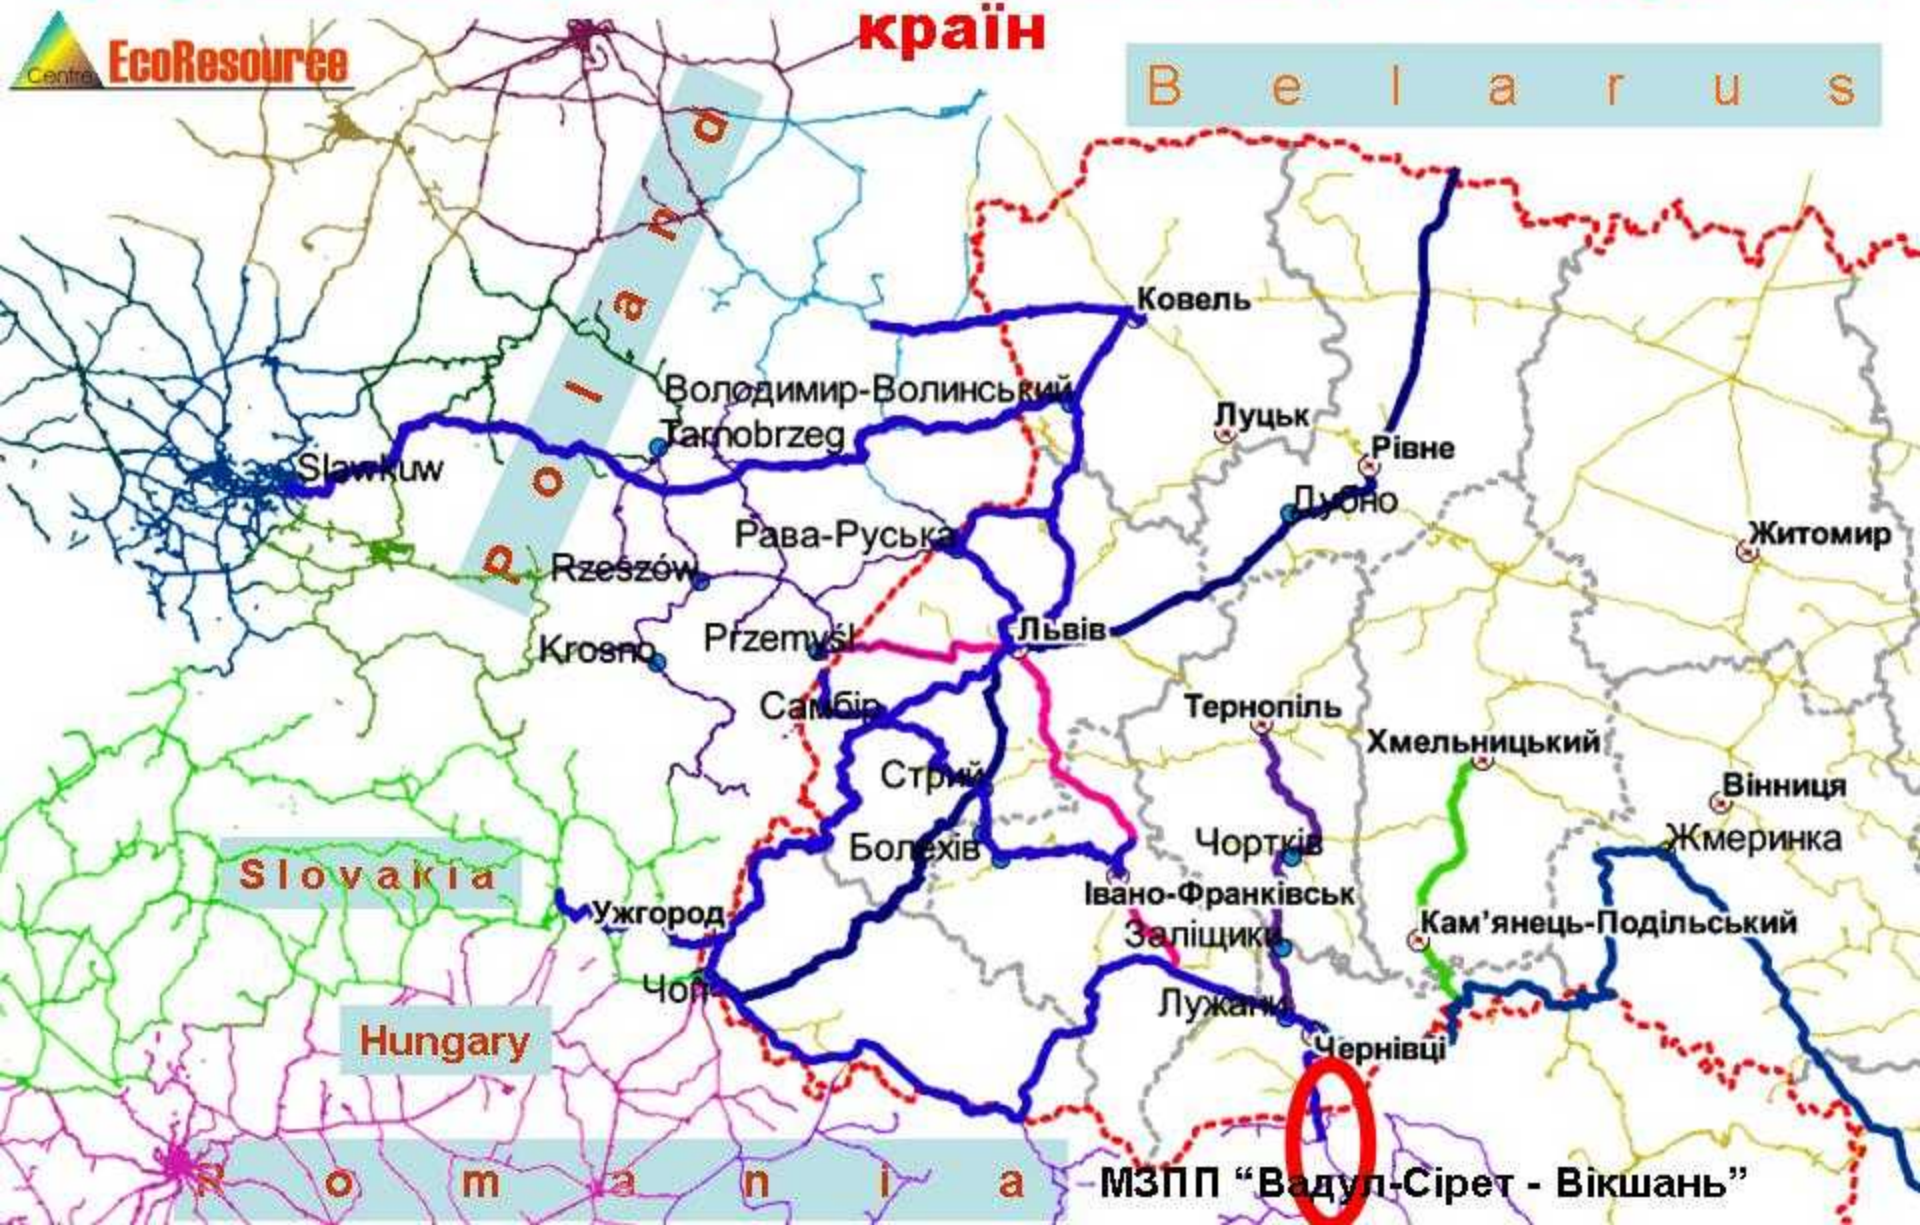 країн
Centre EcoResource
Belarus
Poland
Ковель
Володимир-Волинський
Tarnobrzeg
Луцьк
Slawkuw
Рівне
Дубно
Рава-Руська
Житомир
Rzeszów
Львів
Krosno
Przemyśl
Самбір
Тернопіль
Хмельницький
Стрий
Вінниця
Болехів
Чортків
Жмеринка
Slovakia
Івано-Франківськ
Ужгород
Заліщики
Кам’янець-Подільський
Чоп
Лужани
Hungary
Чернівці
Romania
МЗПП “Вадул-Сірет - Вікшань”